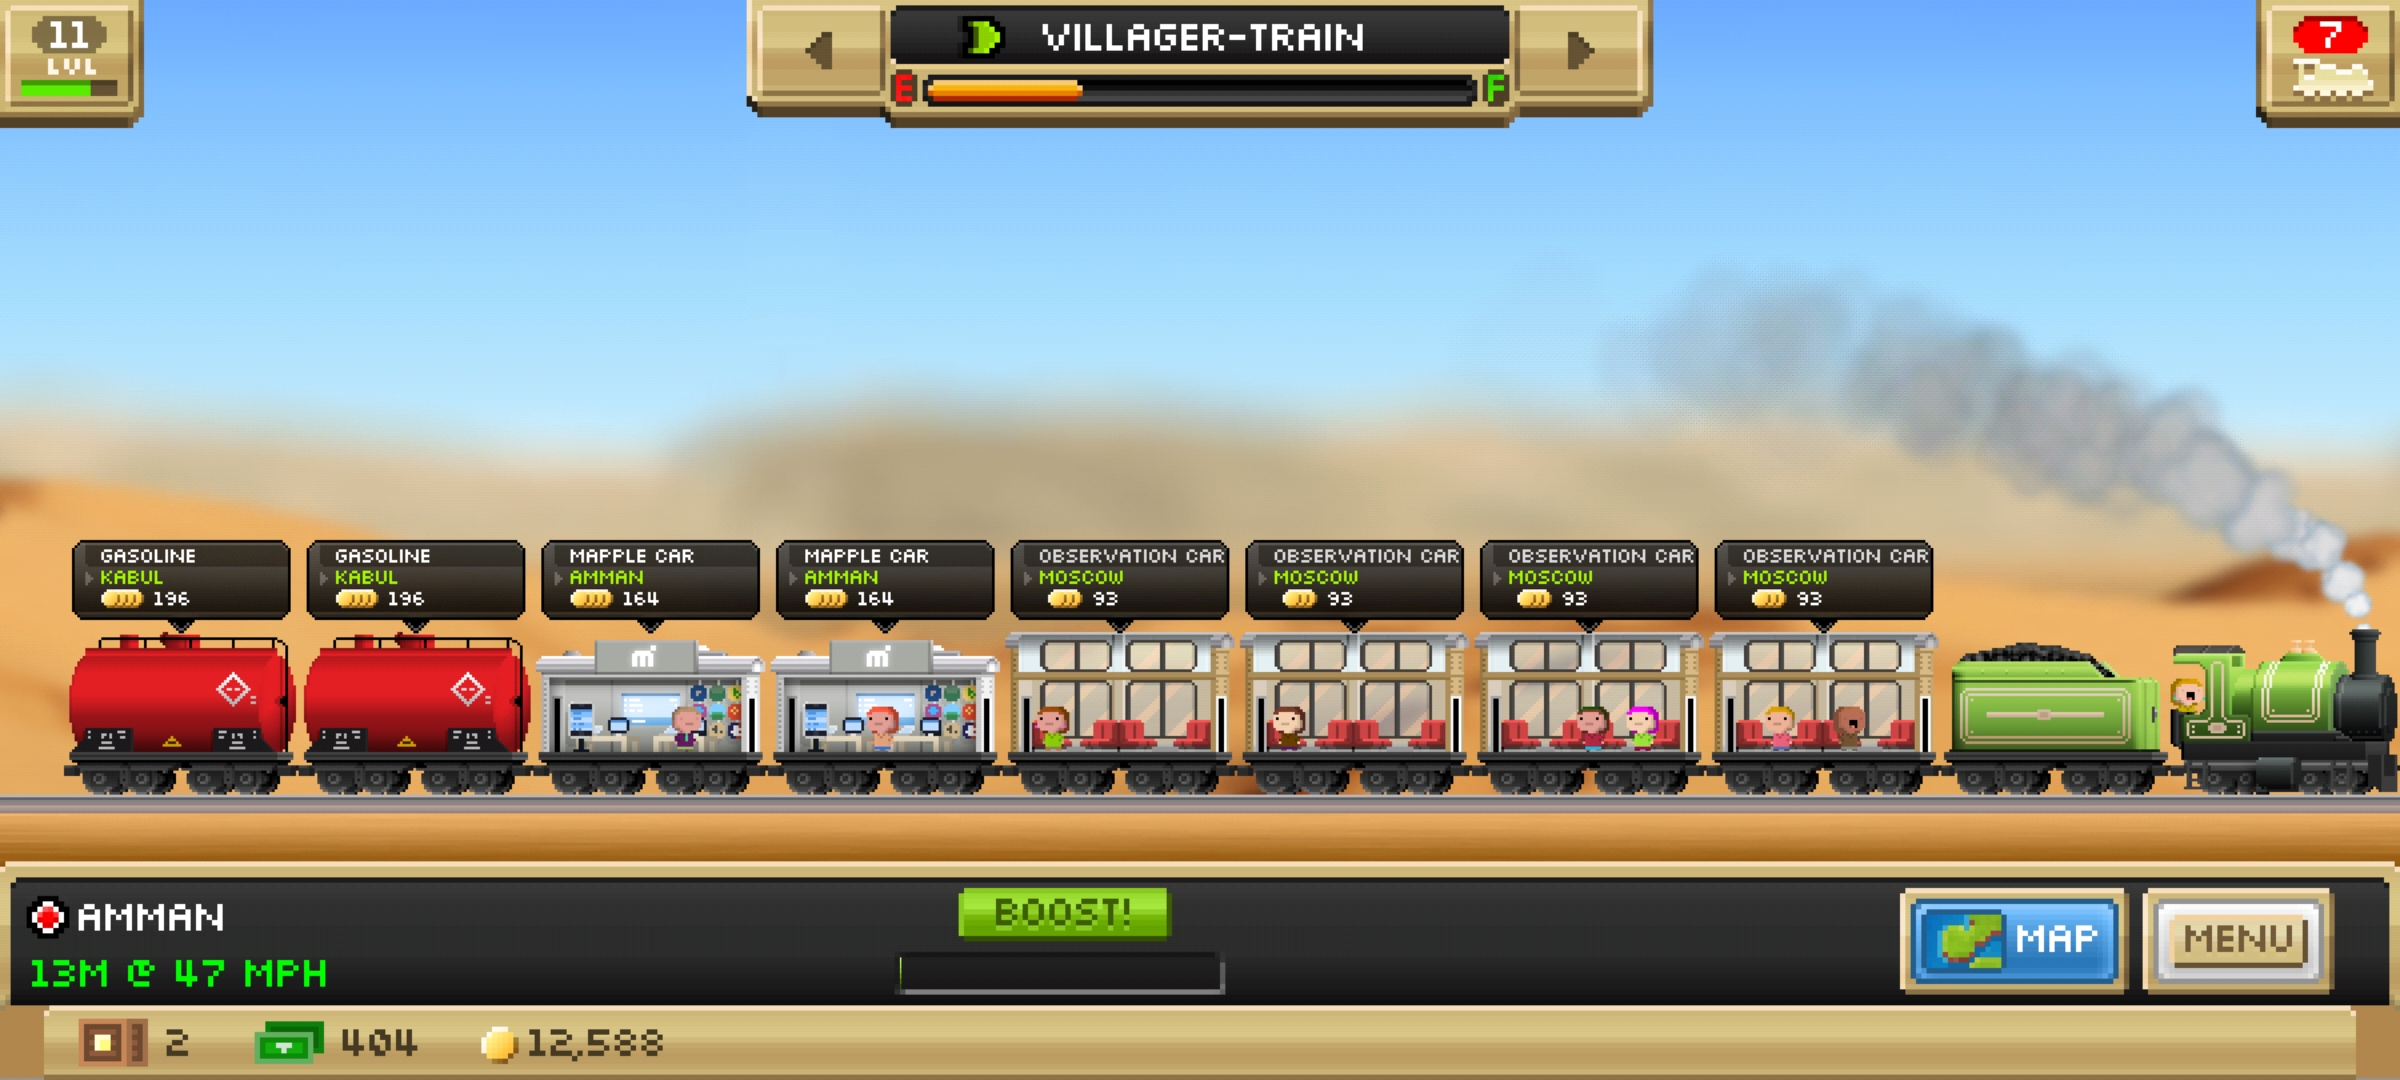 11
LVL
VILLAGER-TRAIN
E F
7
GASOLINE
KABUL
196
GASOLINE
KABUL
196
MAPPLE CAR
AMMAN
164
MAPPLE CAR
AMMAN
164
OBSERVATION CAR
MOSCOW
93
OBSERVATION CAR
MOSCOW
93
OBSERVATION CAR
MOSCOW
93
OBSERVATION CAR
MOSCOW
93
m
m
AMMAN
13M @ 47 MPH
BOOST!
MAP
MENU
2
404
12,588